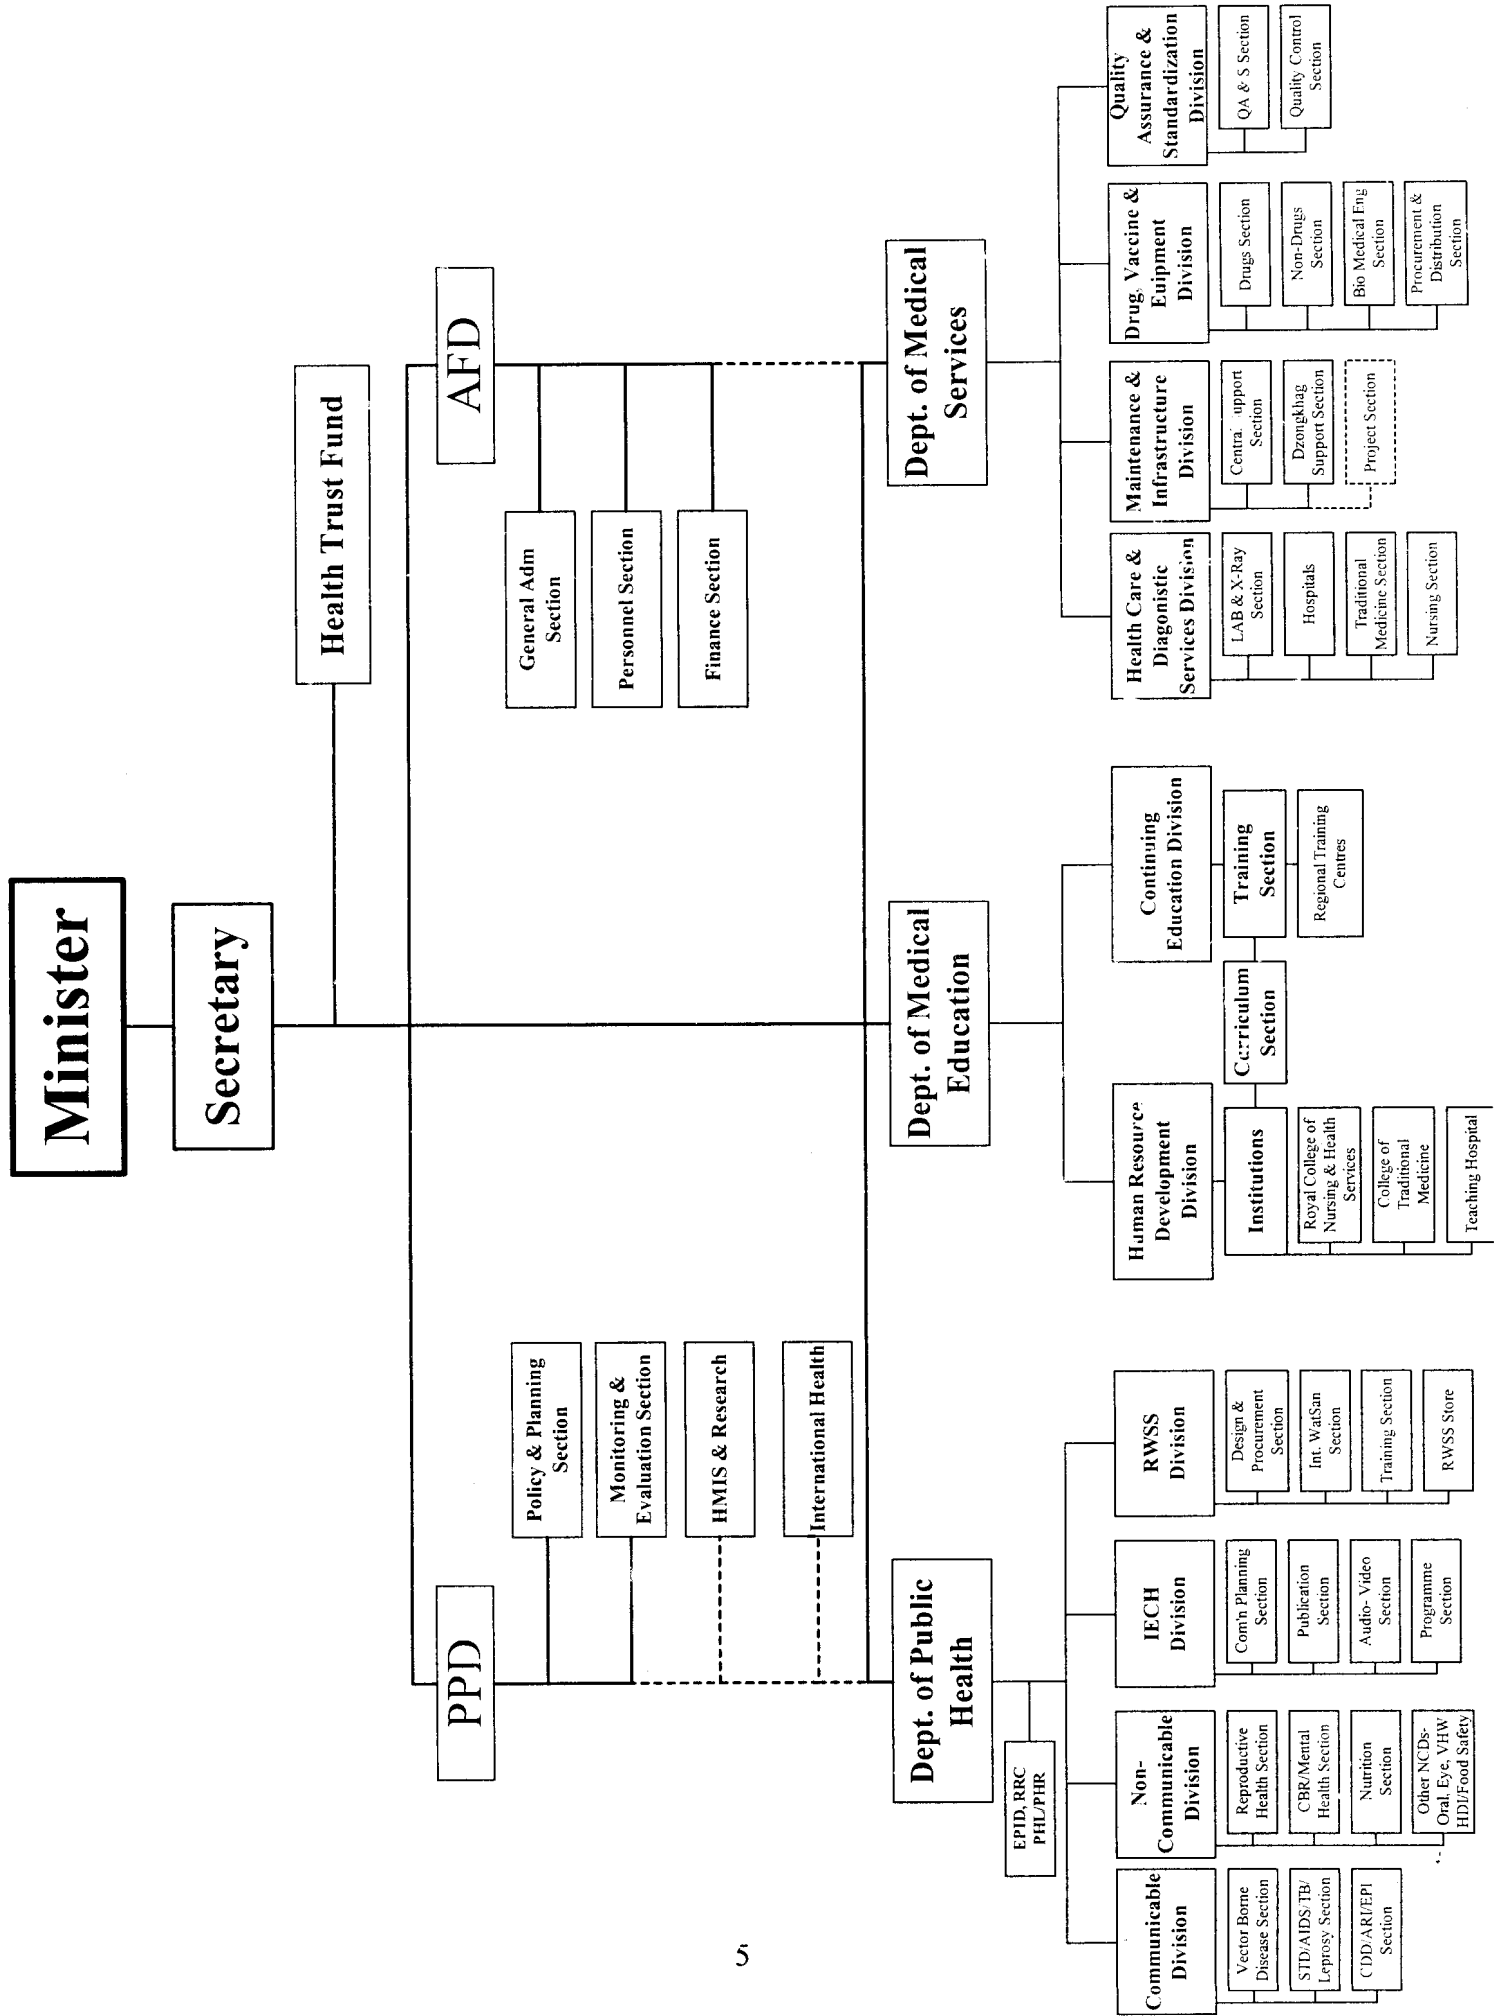 Minister
Secretary
Health Trust Fund
PPD
AFD
Policy & Planning
Section
Monitoring &
Evaluation Section
HMIS & Research
International Health
General Adm
Section
Personnel Section
Finance Section
Dept. of Public
Health
Dept. of Medical
Education
Dept. of Medical
Services
EPID, RRC
PHL/PHR
Communicable
Division
Vector Borne
Disease Section
STD/AIDS/TB/
Leprosy Section
CDD/ARI/EPI
Section
Non-
Communicable
Division
Reproductive
Health Section
CBR/Mental
Health Section
Nutrition
Section
Other NCDs-
Oral, Eye, VHW
HDI/Food Safety
IECH
Division
Com'n Planning
Section
Publication
Section
Audio- Video
Section
Programme
Section
RWSS
Division
Design &
Procurement
Section
Int. WatSan
Section
Training Section
RWSS Store
Human Resource
Development
Division
Institutions
Royal College of
Nursing & Health
Services
College of
Traditional
Medicine
Teaching Hospital
Curriculum
Section
Continuing
Education Division
Training
Section
Regional Training
Centres
Health Care &
Diagonistic
Services Division
LAB & X-Ray
Section
Hospitals
Traditional
Medicine Section
Nursing Section
Maintenance &
Infrastructure
Division
Central Support
Section
Dzongkhag
Support Section
Project Section
Drug, Vaccine &
Euipment
Division
Drugs Section
Non-Drugs
Section
Bio Medical Eng
Section
Procurement &
Distribution
Section
Quality
Assurance &
Standardization
Division
QA & S Section
Quality Control
Section
5